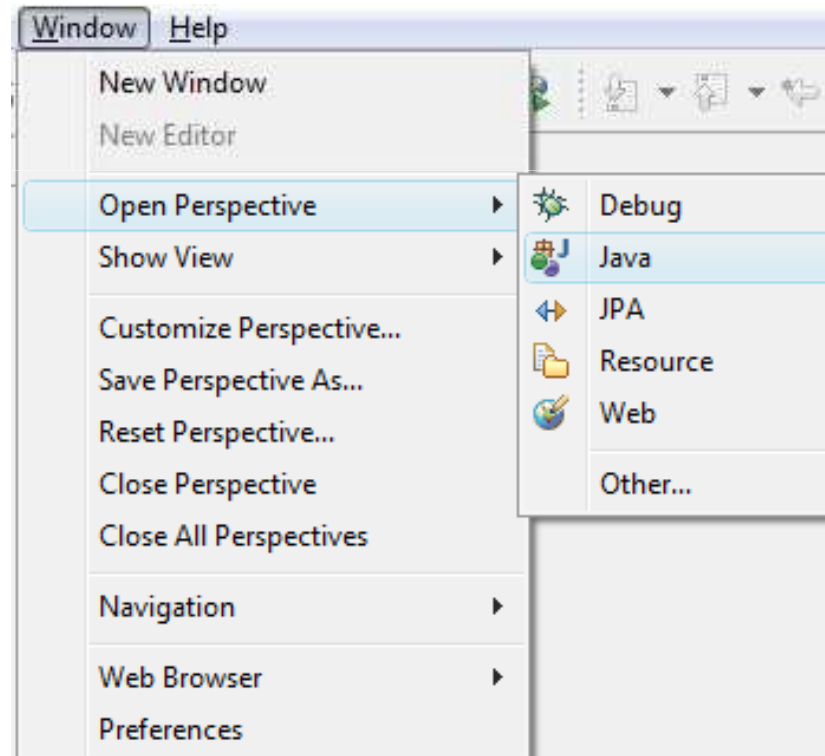 Window Help
New Window
New Editor
Open Perspective
Show View
Customize Perspective...
Save Perspective As...
Reset Perspective...
Close Perspective
Close All Perspectives
Navigation
Web Browser
Preferences
Debug
Java
JPA
Resource
Web
Other...